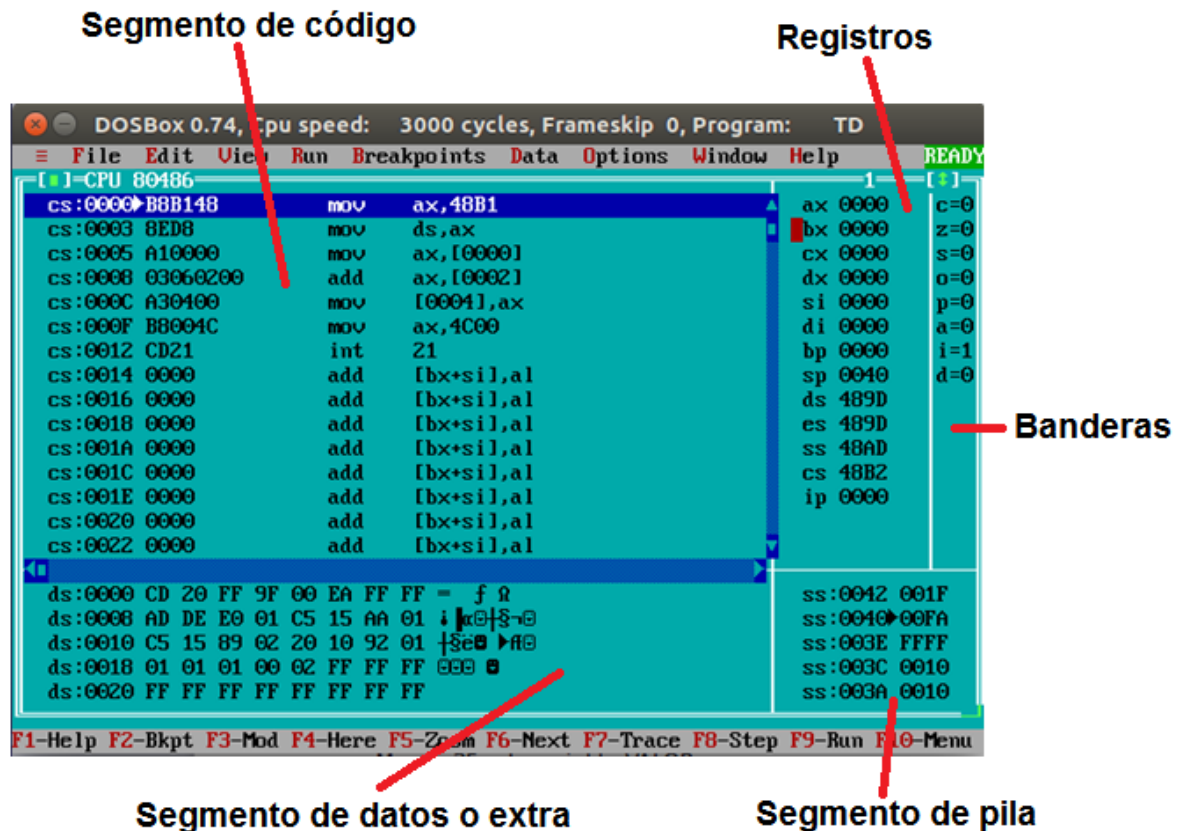 Segmento de código
Registros
DOSBox 0.74, Cpu speed: 3000 cycles, Frameskip 0, Program: TD
≡ File Edit View Run Breakpoints Data Options Window Help READY
[■]=CPU 80486 1 [↕]
cs:0000►B8B148 mov ax,48B1 ax 0000 c=0
cs:0003 8ED8 mov ds,ax bx 0000 z=0
cs:0005 A10000 mov ax,[0000] cx 0000 s=0
cs:0008 03060200 add ax,[0002] dx 0000 o=0
cs:000C A30400 mov [0004],ax si 0000 p=0
cs:000F B8004C mov ax,4C00 di 0000 a=0
cs:0012 CD21 int 21 bp 0000 i=1
cs:0014 0000 add [bx+si],al sp 0040 d=0
cs:0016 0000 add [bx+si],al ds 489D
cs:0018 0000 add [bx+si],al es 489D
cs:001A 0000 add [bx+si],al ss 48AD
cs:001C 0000 add [bx+si],al cs 48B2
cs:001E 0000 add [bx+si],al ip 0000
cs:0020 0000 add [bx+si],al
cs:0022 0000 add [bx+si],al
Banderas
ds:0000 CD 20 FF 9F 00 EA FF FF = ƒ Ω ss:0042 001F
ds:0008 AD DE E0 01 C5 15 AA 01 ss:0040►00FA
ds:0010 C5 15 89 02 20 10 92 01 ss:003E FFFF
ds:0018 01 01 01 00 02 FF FF FF ss:003C 0010
ds:0020 FF FF FF FF FF FF FF FF ss:003A 0010
F1-Help F2-Bkpt F3-Mod F4-Here F5-Zoom F6-Next F7-Trace F8-Step F9-Run F10-Menu
Segmento de datos o extra
Segmento de pila